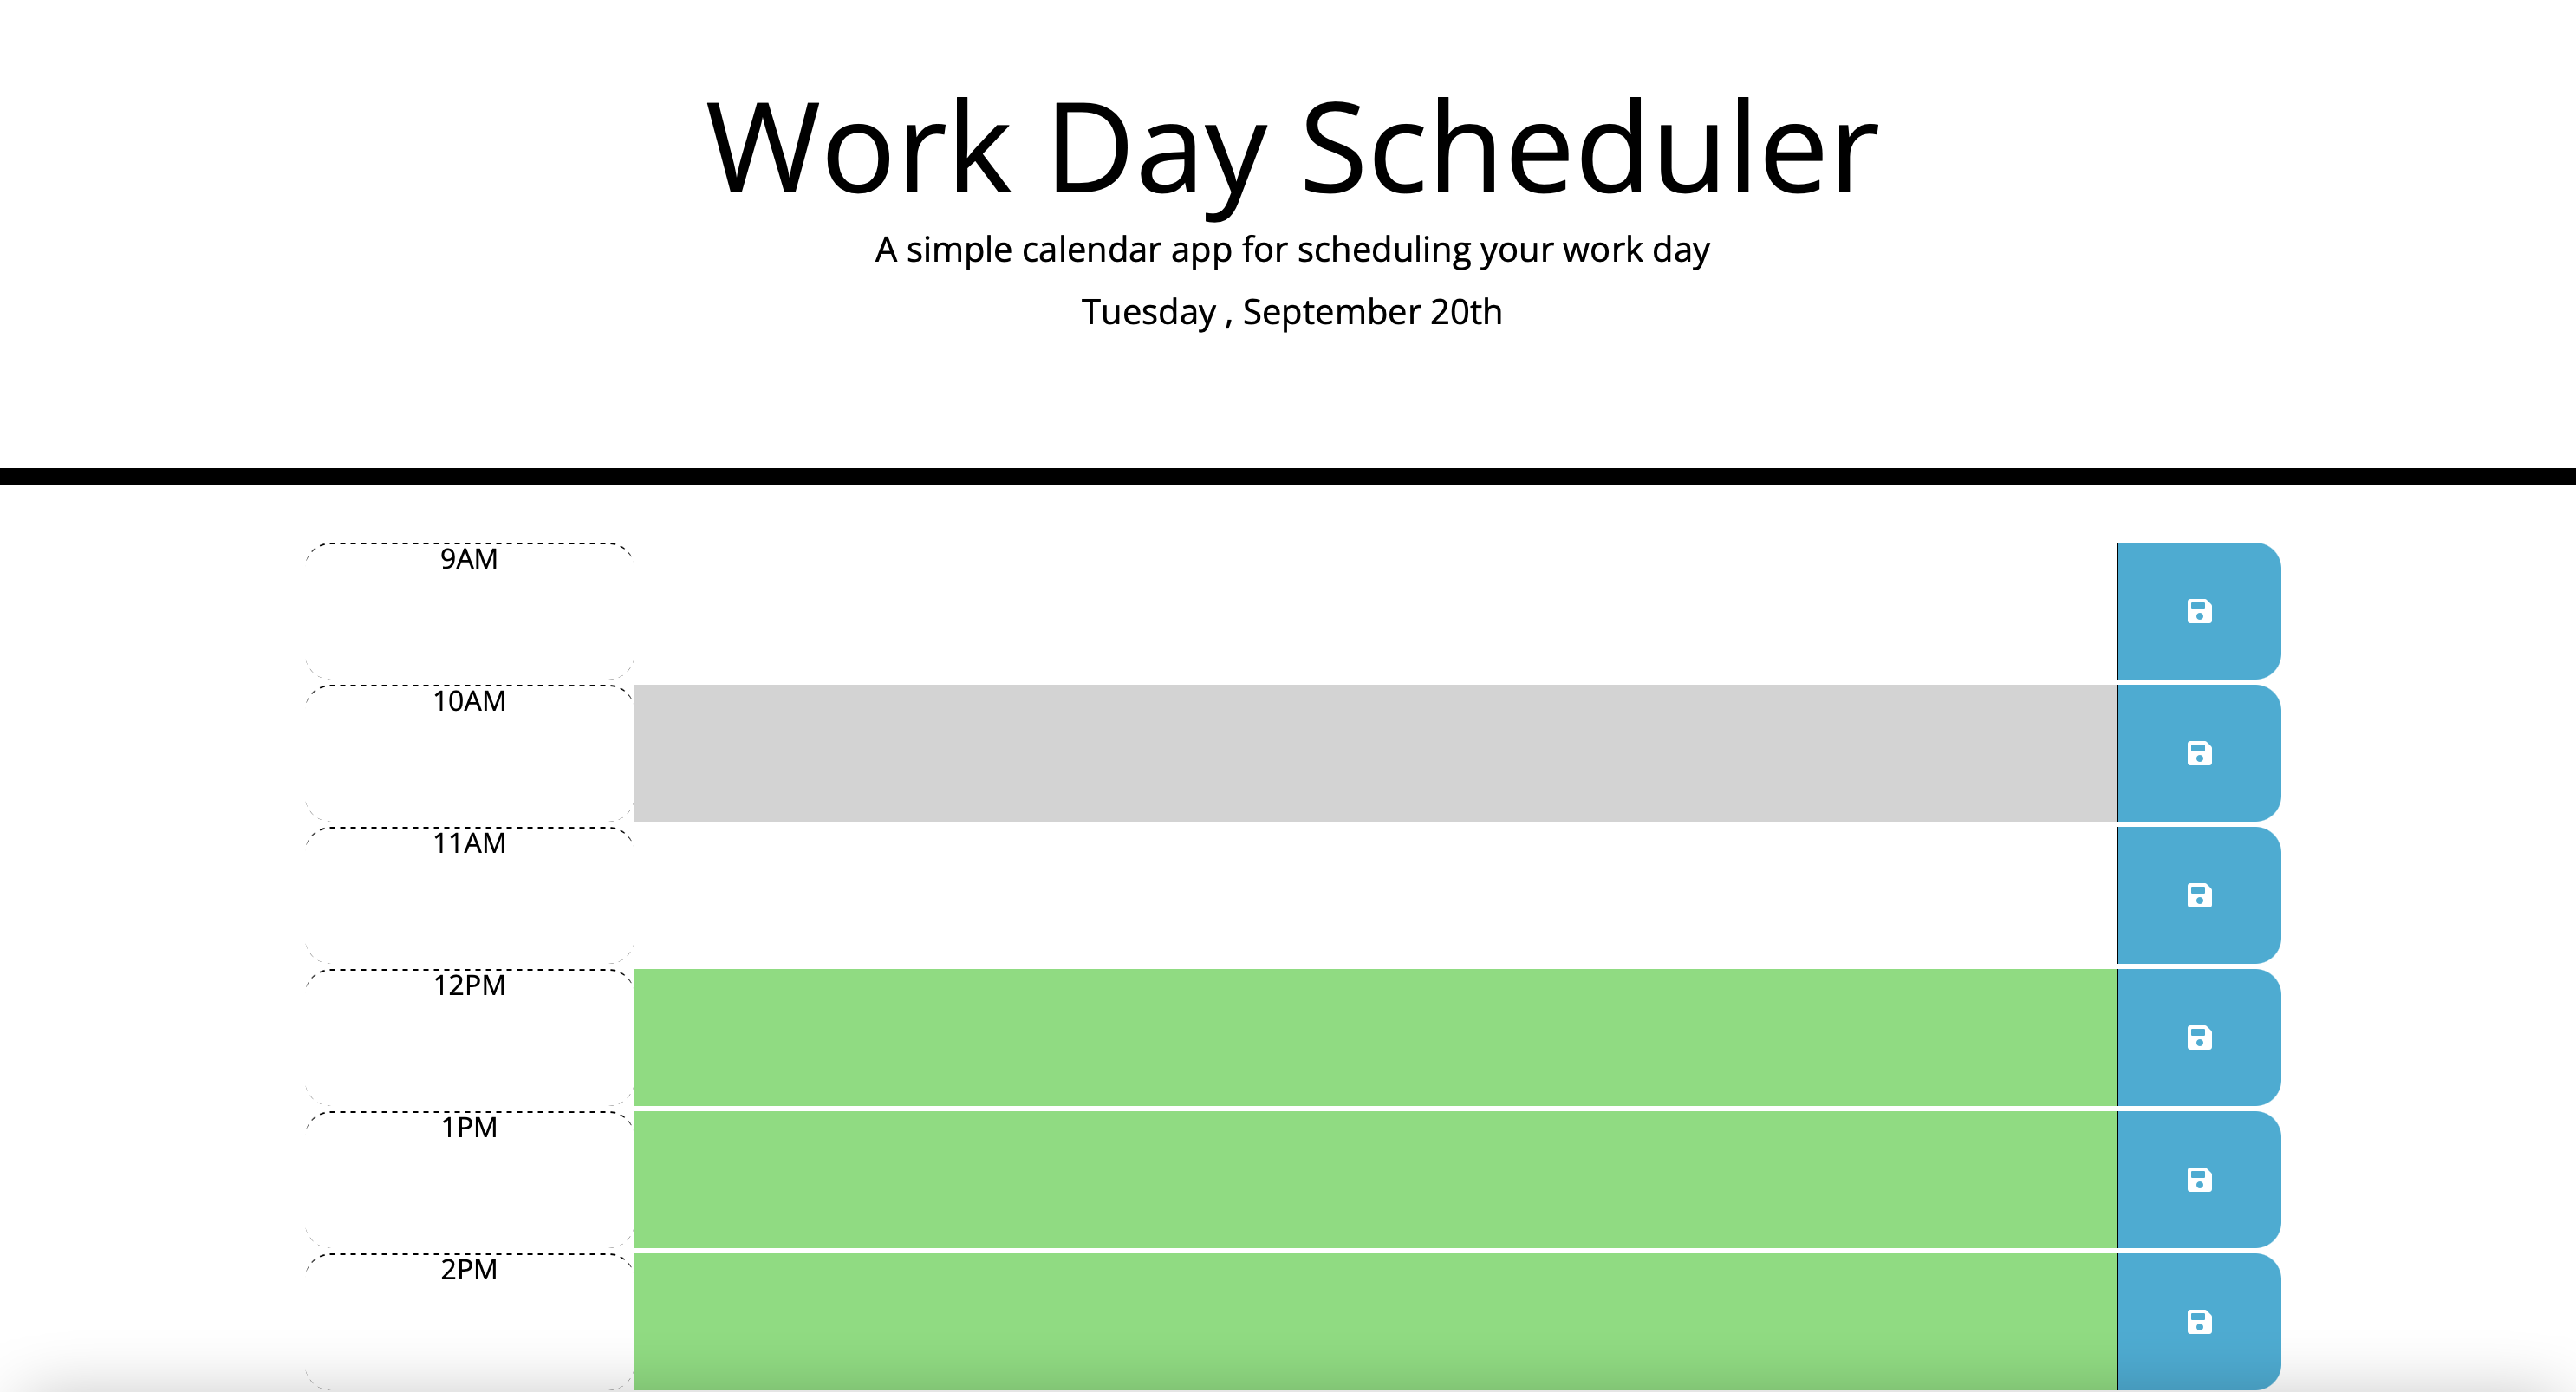 Work Day Scheduler
A simple calendar app for scheduling your work day
Tuesday , September 20th
9AM
10AM
11AM
12PM
1PM
2PM